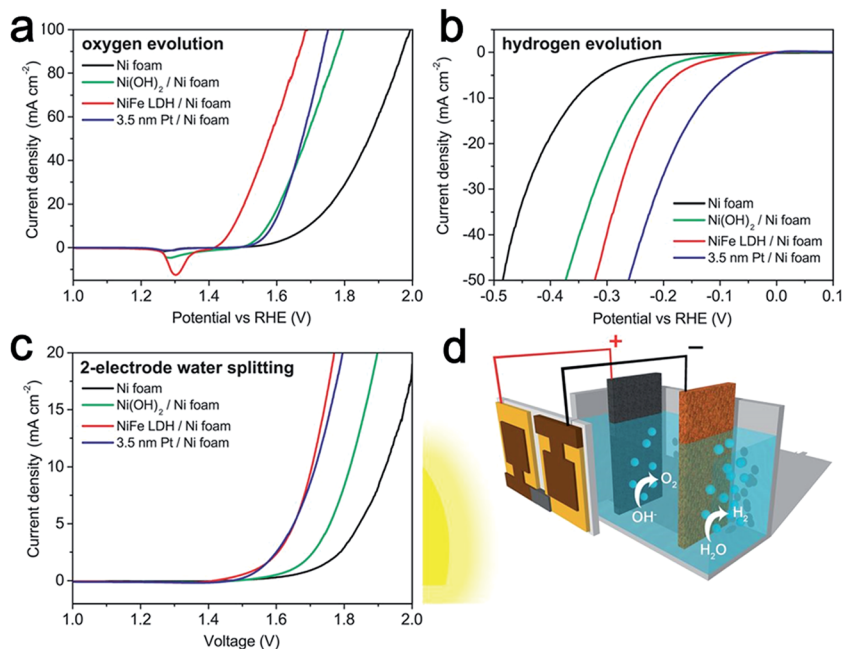 a
oxygen evolution
Ni foam
Ni(OH)₂ / Ni foam
NiFe LDH / Ni foam
3.5 nm Pt / Ni foam
Current density (mA cm⁻²)
100
80
60
40
20
0
1.0 1.2 1.4 1.6 1.8 2.0
Potential vs RHE (V)
b
hydrogen evolution
Ni foam
Ni(OH)₂ / Ni foam
NiFe LDH / Ni foam
3.5 nm Pt / Ni foam
Current density (mA cm⁻²)
0
-10
-20
-30
-40
-50
-0.5 -0.4 -0.3 -0.2 -0.1 0.0 0.1
Potential vs RHE (V)
c
2-electrode water splitting
Ni foam
Ni(OH)₂ / Ni foam
NiFe LDH / Ni foam
3.5 nm Pt / Ni foam
Current density (mA cm⁻²)
20
15
10
5
0
1.0 1.2 1.4 1.6 1.8 2.0
Voltage (V)
d
+ −
O₂
OH⁻
H₂
H₂O